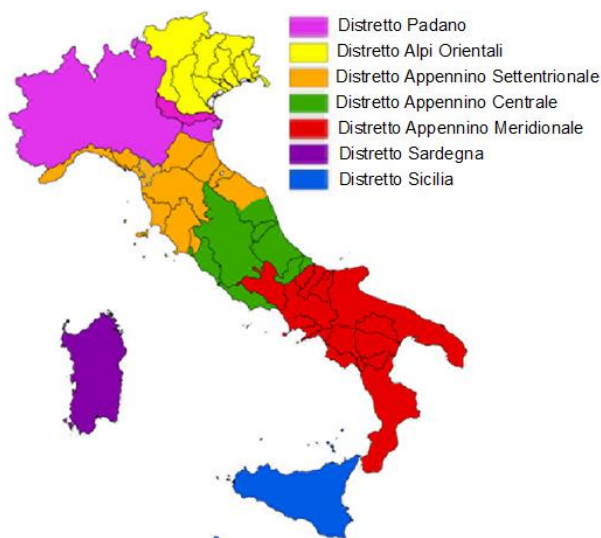 Distretto Padano
Distretto Alpi Orientali
Distretto Appennino Settentrionale
Distretto Appennino Centrale
Distretto Appennino Meridionale
Distretto Sardegna
Distretto Sicilia